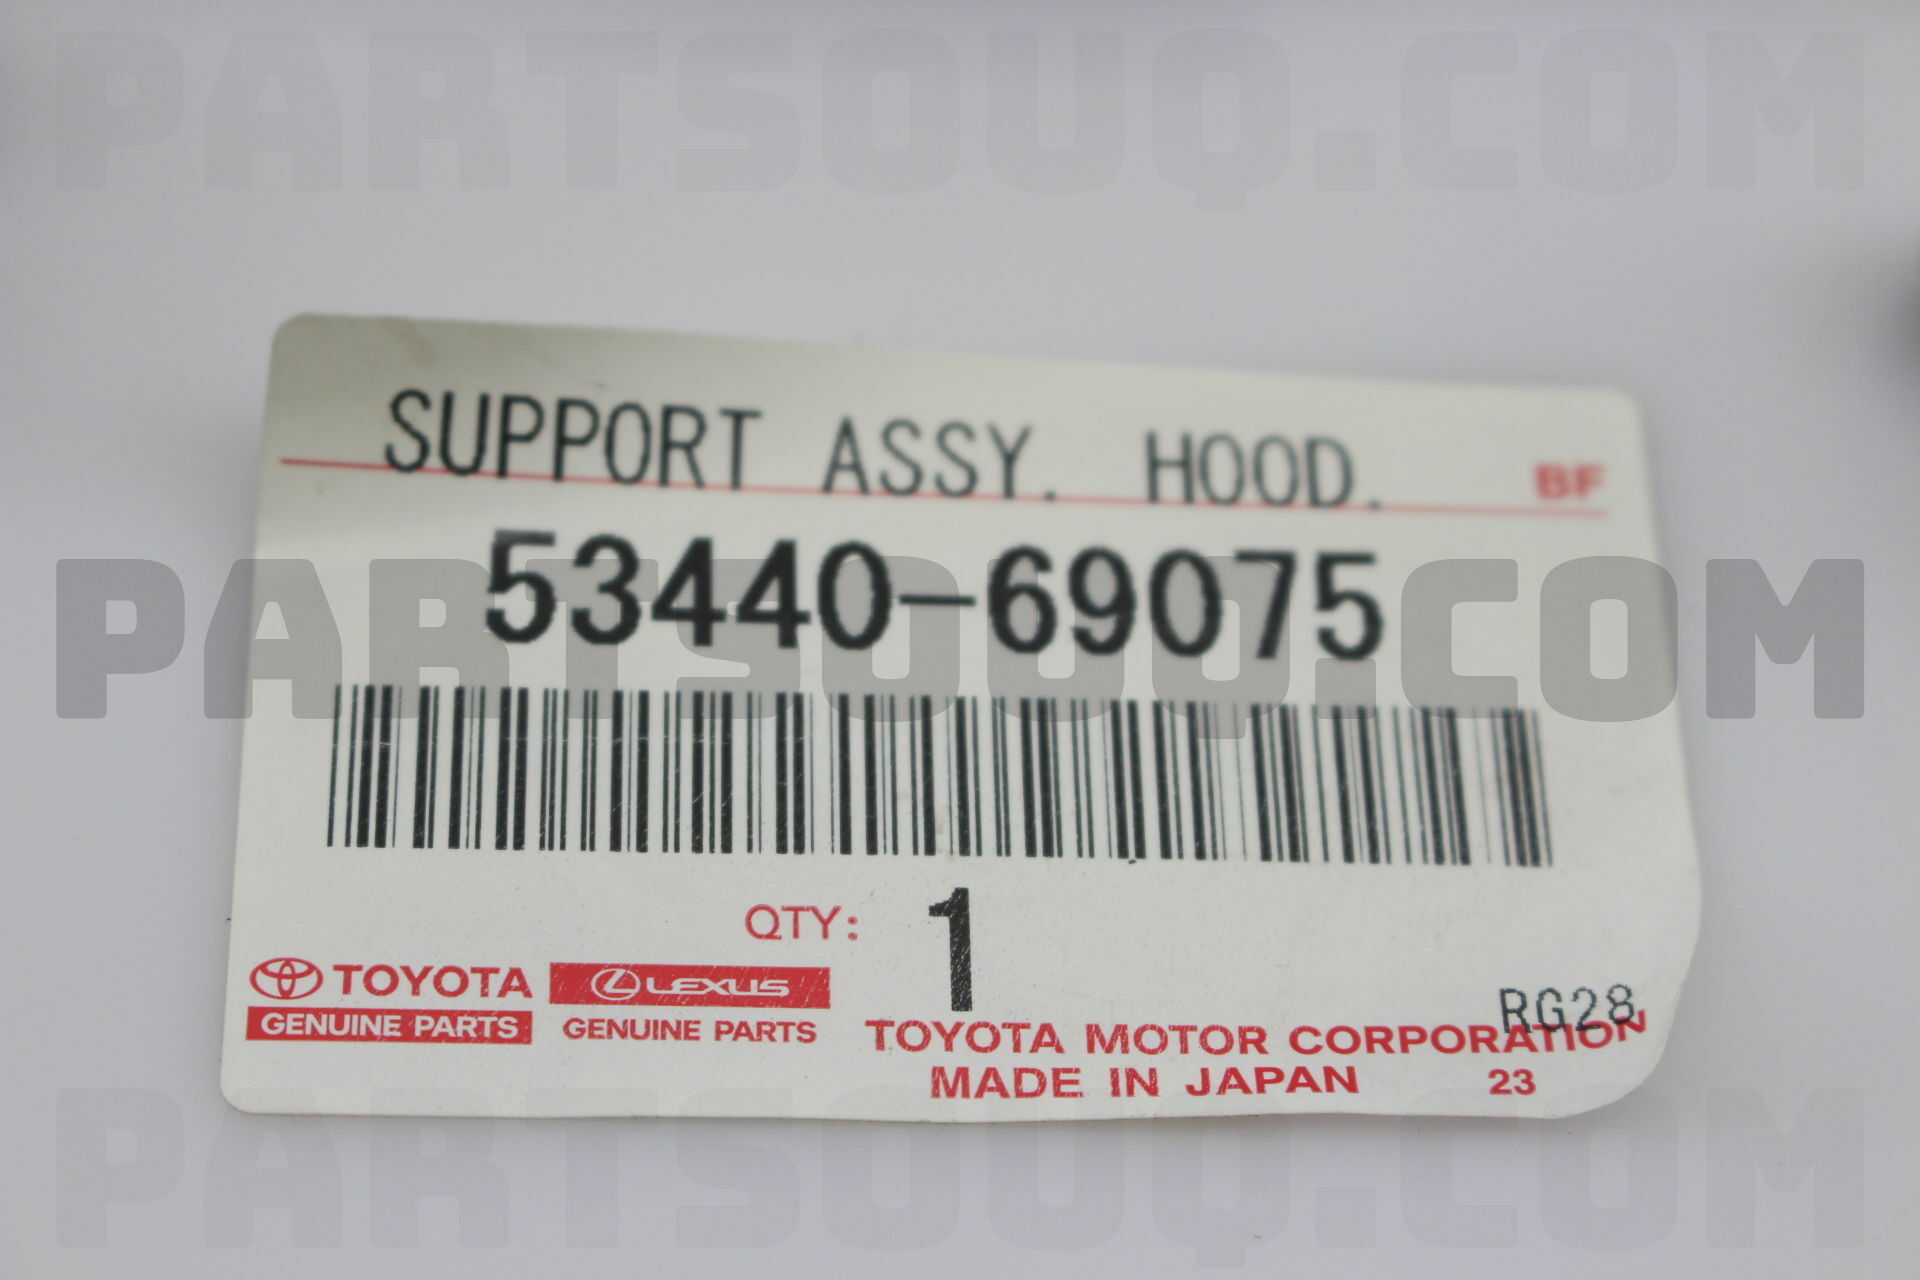 PARTSOUQ.COM
SUPPORT ASSY. HOOD.
BF
53440-69075
PARTSOUQ.COM
QTY: 1
TOYOTA
GENUINE PARTS
LEXUS
GENUINE PARTS
RG28
TOYOTA MOTOR CORPORATION
MADE IN JAPAN 23
PARTSOUQ.COM